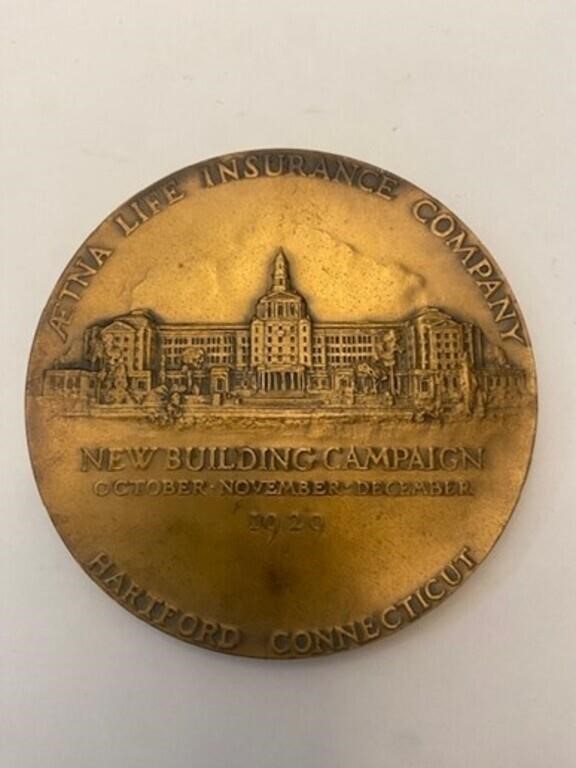 ÆTNA LIFE INSURANCE COMPANY
NEW BUILDING CAMPAIGN
OCTOBER · NOVEMBER · DECEMBER
1929
HARTFORD CONNECTICUT